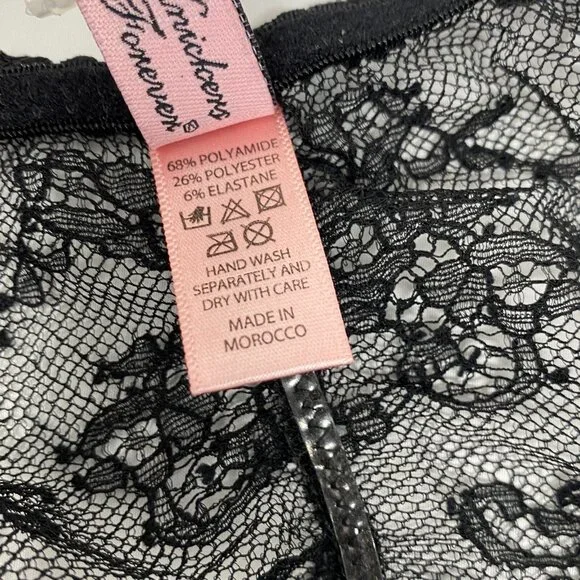 Knickers
Forever
68% POLYAMIDE
26% POLYESTER
6% ELASTANE
HAND WASH
SEPARATELY AND
DRY WITH CARE
MADE IN
MOROCCO